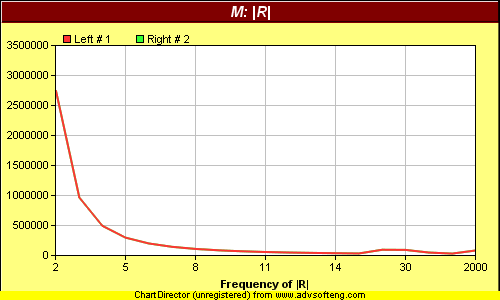 M: |R|
Left # 1 Right # 2
3500000
3000000
2500000
2000000
1500000
1000000
500000
0
2 5 8 11 14 30 2000
Frequency of |R|
ChartDirector (unregistered) from www.advsofteng.com